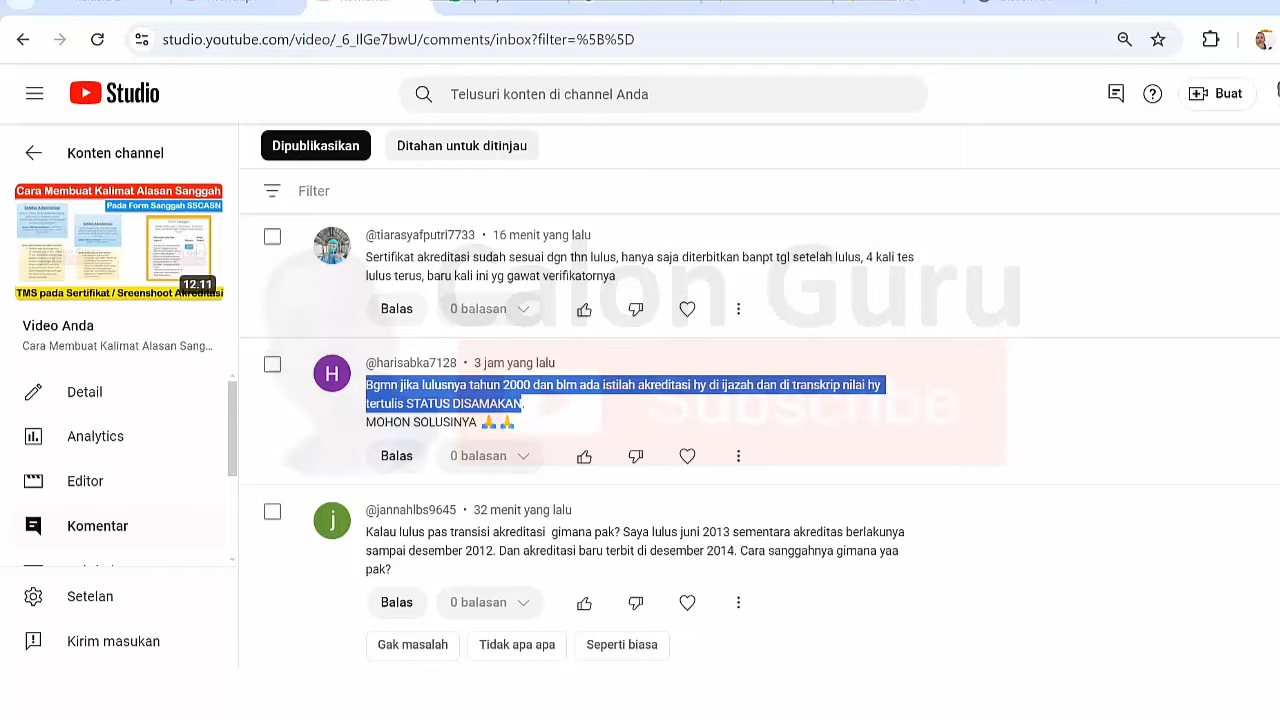 studio.youtube.com/video/_6_IlGe7bwU/comments/inbox?filter=%5B%5D
Studio
Telusuri konten di channel Anda
Buat
Konten channel
Dipublikasikan
Ditahan untuk ditinjau
Filter
Cara Membuat Kalimat Alasan Sanggah
Pada Form Sanggah SSCASN
12.11
TMS pada Sertifikat / Sreenshoot Akreditasi
Video Anda
Cara Membuat Kalimat Alasan Sang...
Detail
Analytics
Editor
Komentar
Setelan
Kirim masukan
@tiarasyafputri7733 • 16 menit yang lalu
Sertifikat akreditasi sdh sesuai dgn thn lulus, hanya saja diterbitkan banpt tgl setelah lulus, 4 kali tes
lulus terus, baru kali ini yg gawat verifikatornya
Balas 0 balasan
@harisabka7128 • 3 jam yang lalu
Bgmn jika lulusnya tahun 2000 dan blm ada istilah akreditasi hy di ijazah dan di transkrip nilai hy
tertulis STATUS DISAMAKAN.
MOHON SOLUSINYA 🙏 🙏
Balas 0 balasan
H
@jannahlbs9645 • 32 menit yang lalu
j
Kalau lulus pas transisi akreditasi gimana pak? Saya lulus juni 2013 sementara akreditas berlakunya
sampai desember 2012. Dan akreditasi baru terbit di desember 2014. Cara sanggahnya gimana yaa
pak?
Balas 0 balasan
Gak masalah Tidak apa apa Seperti biasa
Calon Guru
Subscribe